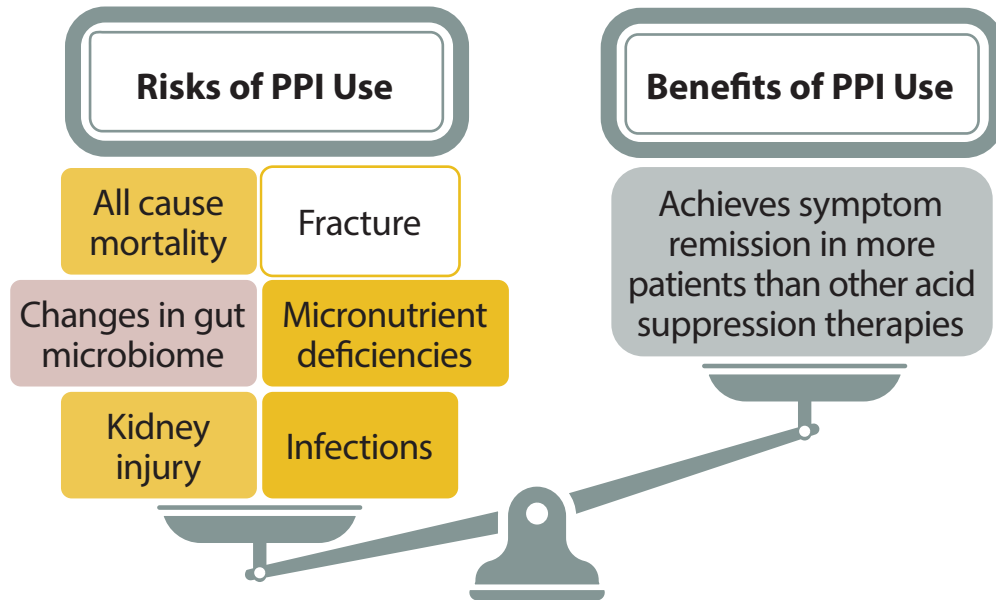 Risks of PPI Use
Benefits of PPI Use
All cause
mortality
Fracture
Changes in gut
microbiome
Micronutrient
deficiencies
Kidney
injury
Infections
Achieves symptom
remission in more
patients than other acid
suppression therapies